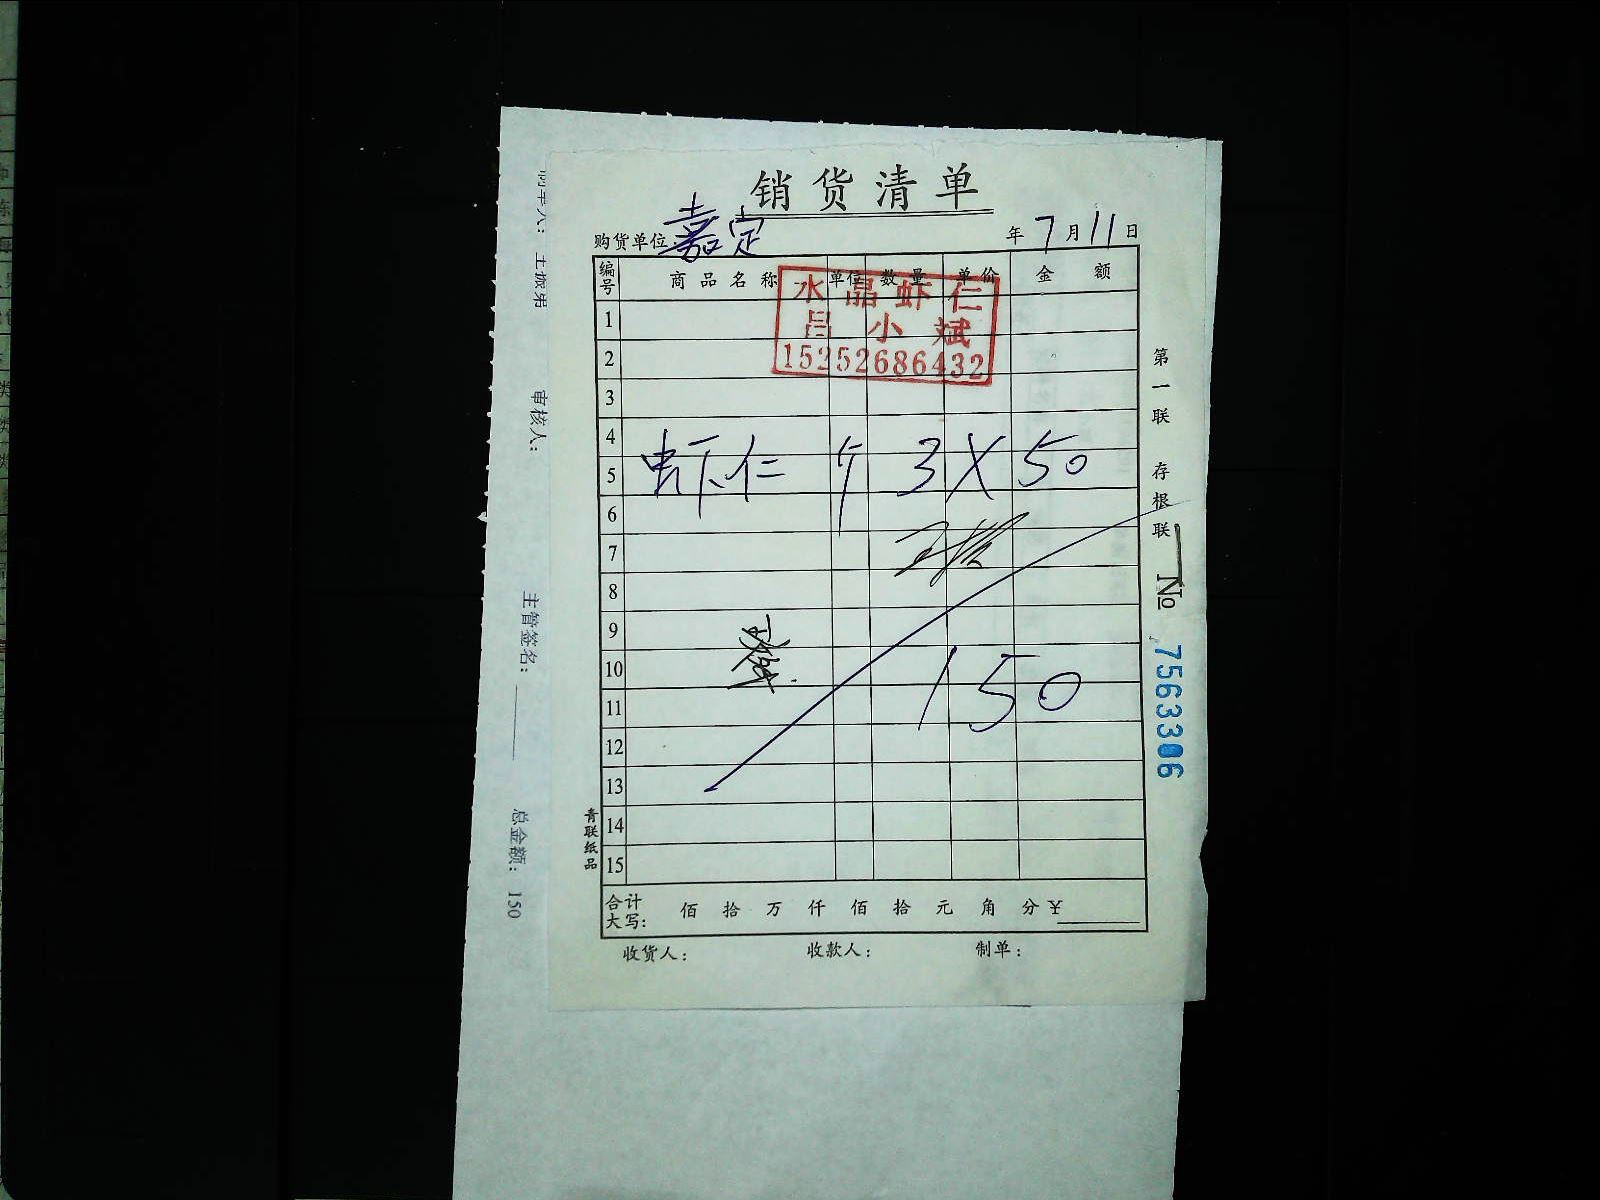 销货清单
购货单位 嘉定 年7月11日
编号 商品名称 单位 数量 单价 金额
水晶虾仁
吕小斌
15252686432
1
2
3
4
5
虾仁 斤 3 X 50
6
7
8
9
10
11
150
12
13
14
15
合计大写: 佰 拾 万 仟 佰 拾 元 角 分 ¥
收货人: 收款人: 制单:
第一联 存根联
No 7563306
青联纸品
审核人:
主管签名:
总金额: 150